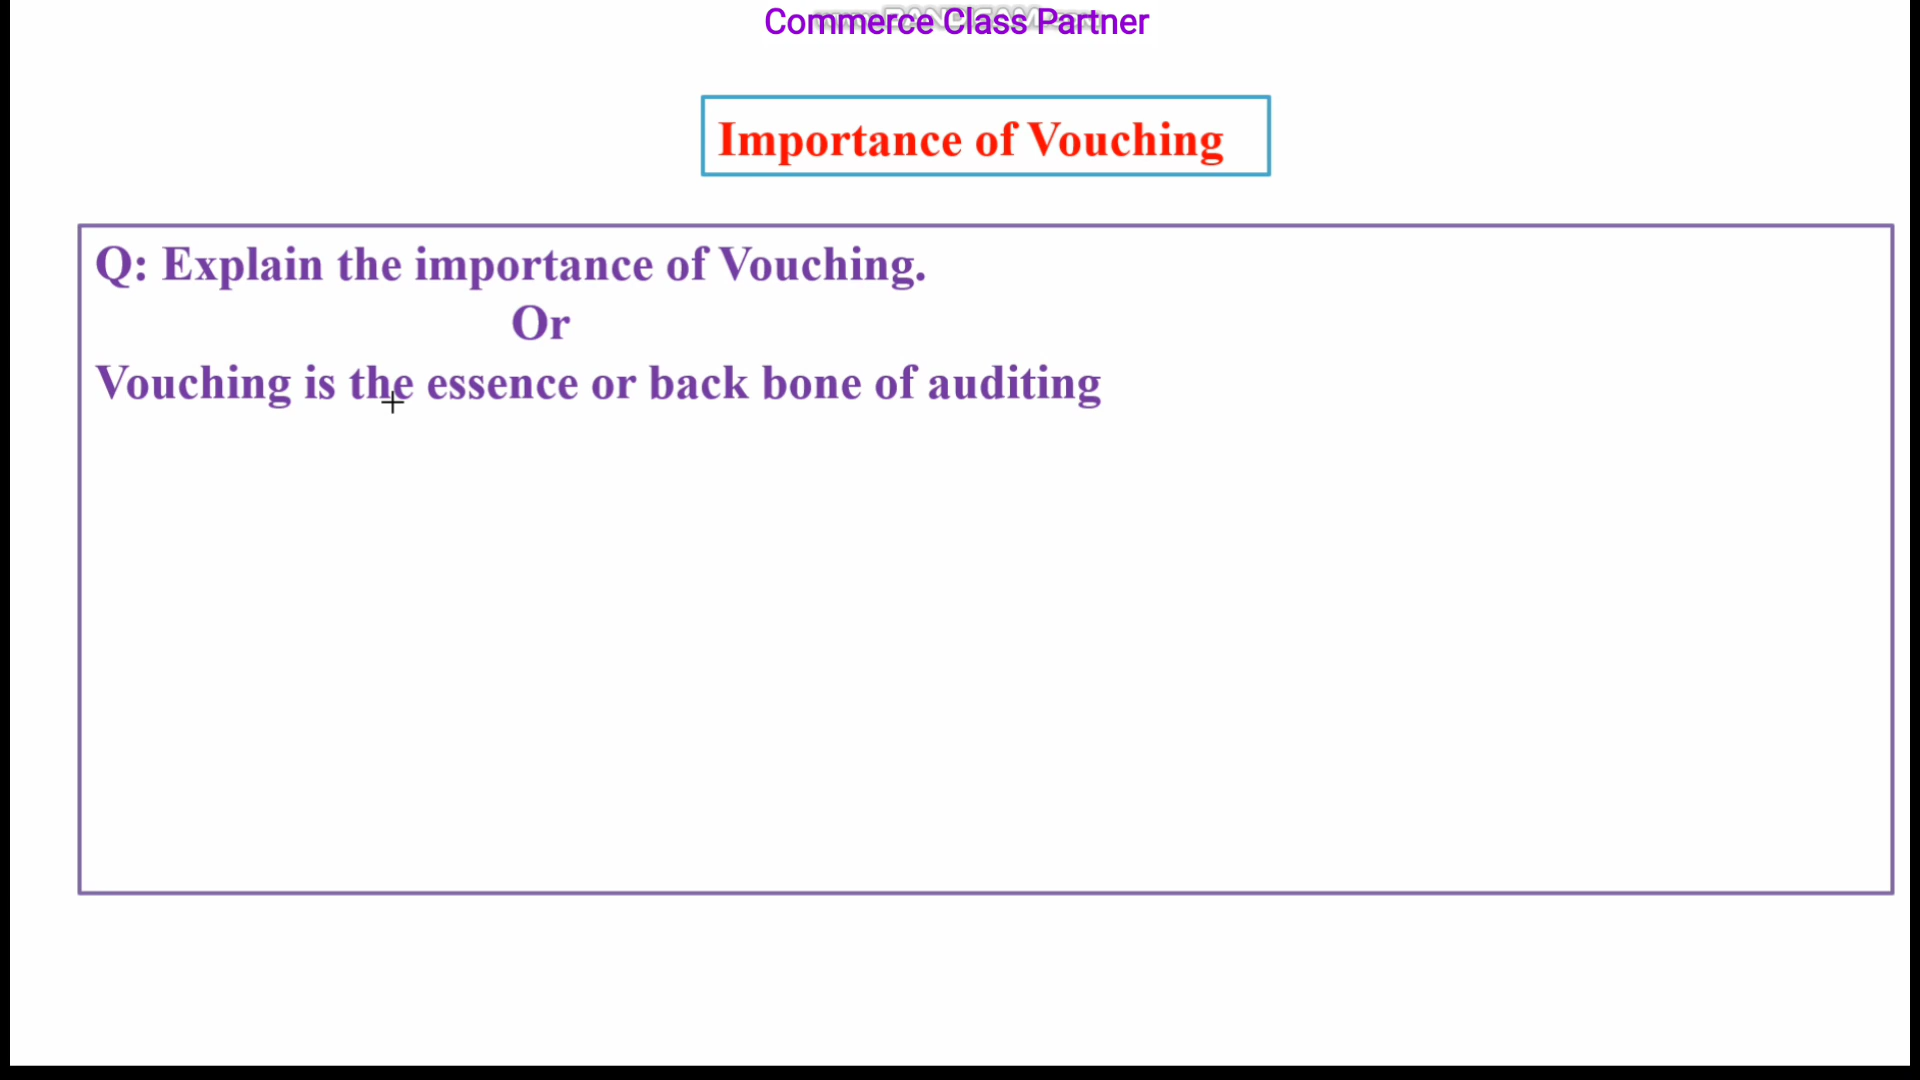 Commerce Class Partner
Importance of Vouching
Q: Explain the importance of Vouching.
Or
Vouching is the essence or back bone of auditing